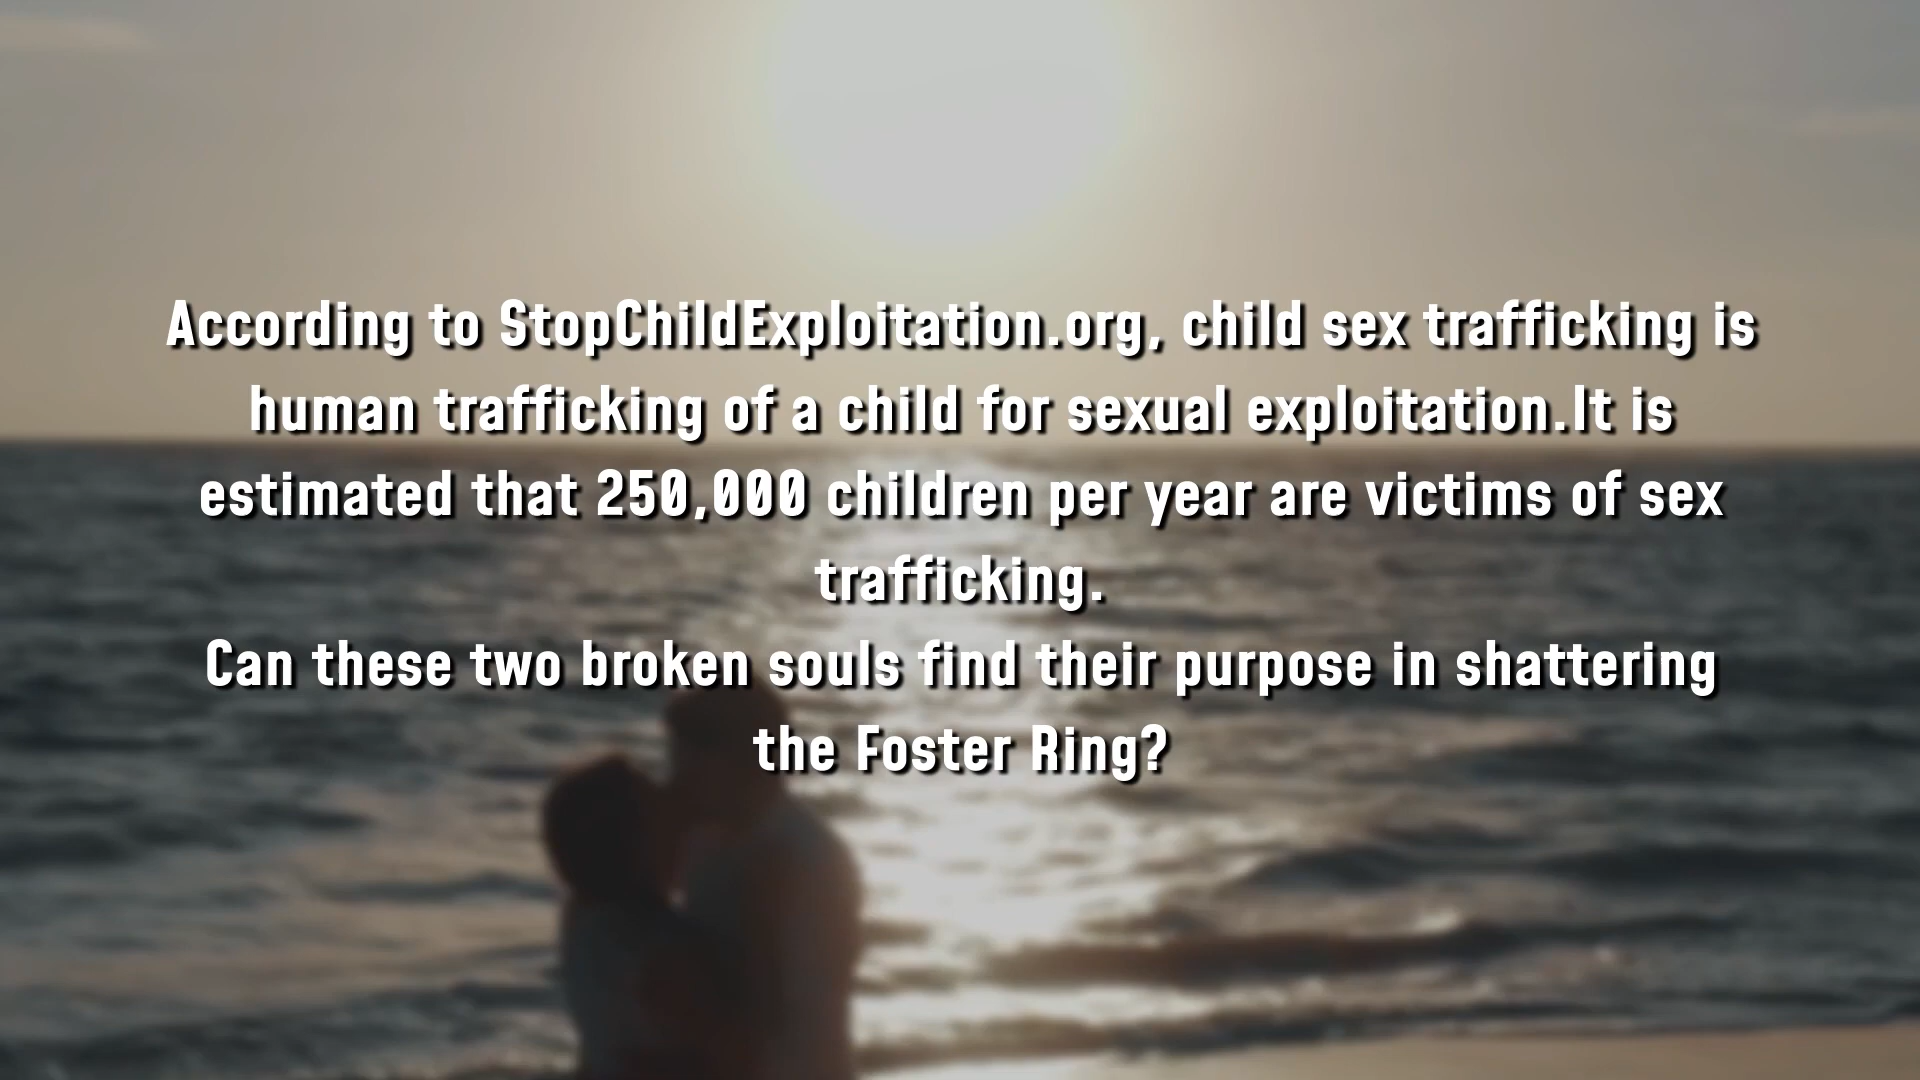 According to StopChildExploitation.org, child sex trafficking is
human trafficking of a child for sexual exploitation.It is
estimated that 250,000 children per year are victims of sex
trafficking.
Can these two broken souls find their purpose in shattering
the Foster Ring?